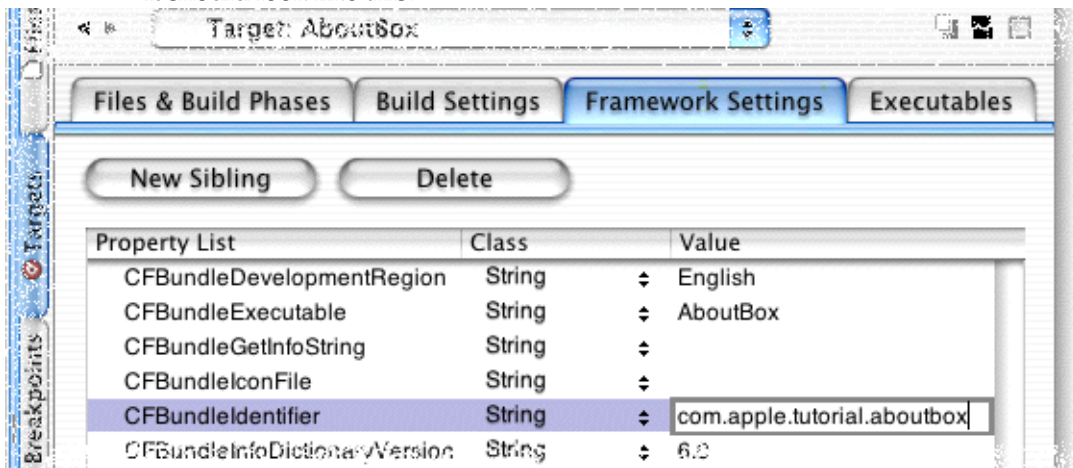 Target: AboutBox
Files & Build Phases Build Settings Framework Settings Executables
New Sibling Delete
Property List Class Value
CFBundleDevelopmentRegion String English
CFBundleExecutable String AboutBox
CFBundleGetInfoString String
CFBundleIconFile String
CFBundleIdentifier String com.apple.tutorial.aboutbox
CFBundleInfoDictionaryVersion String 6.0
Targets
Breakpoints